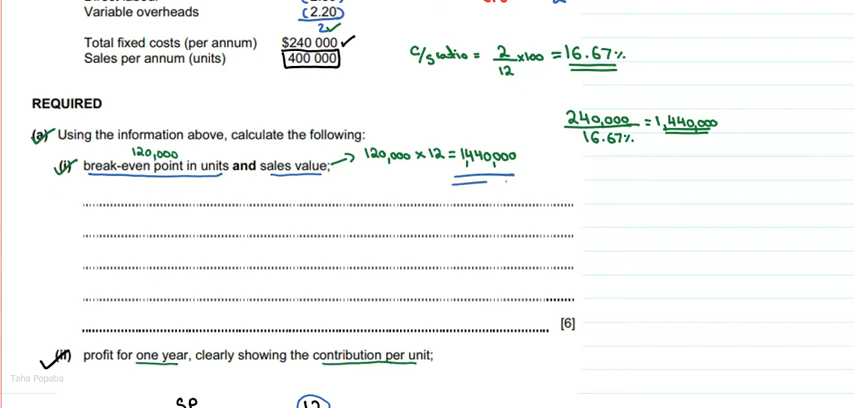 Variable overheads (2.20)
2
Total fixed costs (per annum) $240 000
Sales per annum (units) 400 000
C/S ratio = 2/12 x100 = 16.67%
REQUIRED
(a) Using the information above, calculate the following:
240,000 / 16.67% = 1,440,000
120,000
(i) break-even point in units and sales value; → 120,000 x 12 = 1,440,000
[6]
(ii) profit for one year, clearly showing the contribution per unit;
Taha Popatia
SP 12